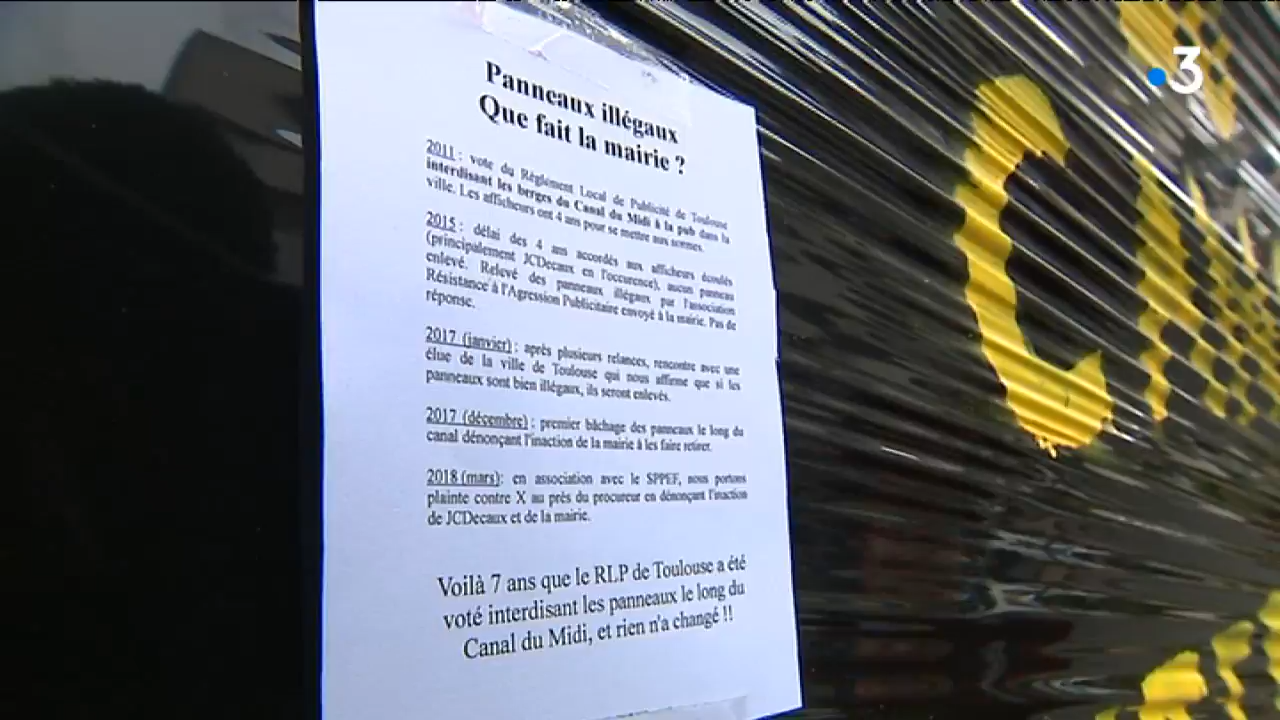 3
Panneaux illégaux
Que fait la mairie ?
2011 : vote du Réglement Local de Publicité de Toulouse
interdisant les berges du Canal du Midi à la pub dans la
ville. Les afficheurs ont 4 ans pour se mettre aux normes.
2015 : délai des 4 ans accordés aux afficheurs écoulés
(principalement JCDecaux en l'occurence), aucun panneau
enlevé. Relevé des panneaux illégaux par l'association
Résistance à l'Agression Publicitaire envoyé à la mairie. Pas de
réponse.
2017 (janvier) : après plusieurs relances, rencontre avec une
élue de la ville de Toulouse qui nous affirme que si les
panneaux sont bien illégaux, ils seront enlevés.
2017 (décembre) : premier bâchage des panneaux le long du
canal dénonçant l'inaction de la mairie à les faire retirer.
2018 (mars): en association avec le SPPEF, nous portons
plainte contre X au près du procureur en dénonçant l'inaction
de JCDecaux et de la mairie.
Voilà 7 ans que le RLP de Toulouse a été
voté interdisant les panneaux le long du
Canal du Midi, et rien n'a changé !!